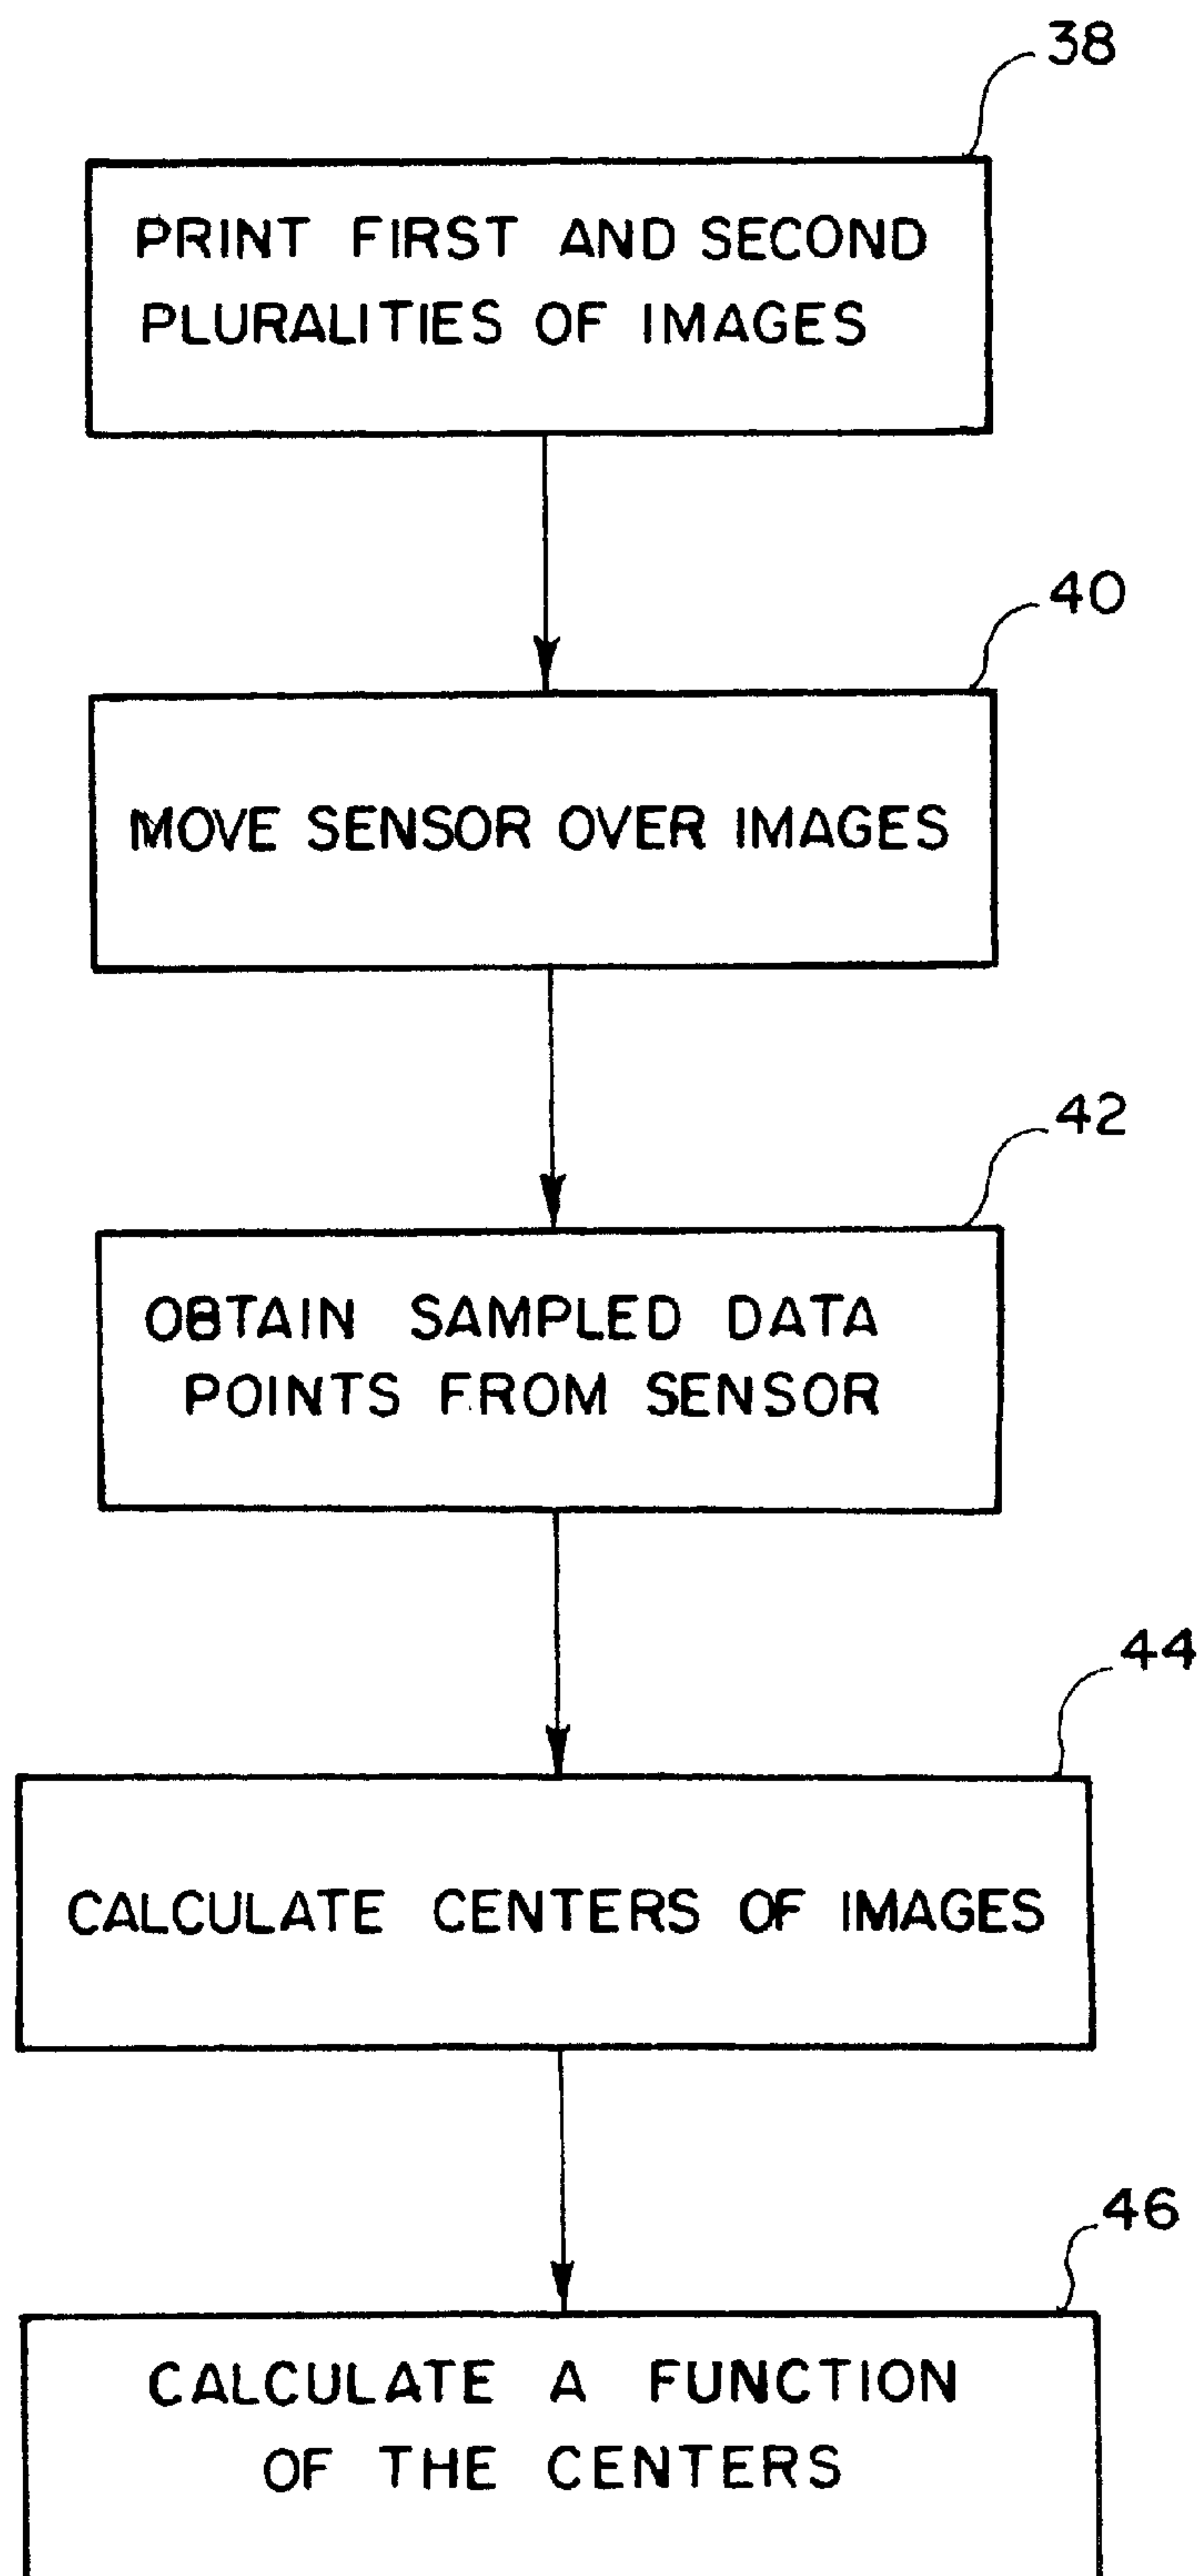 38
PRINT FIRST AND SECOND
PLURALITIES OF IMAGES
40
MOVE SENSOR OVER IMAGES
42
OBTAIN SAMPLED DATA
POINTS FROM SENSOR
44
CALCULATE CENTERS OF IMAGES
46
CALCULATE A FUNCTION
OF THE CENTERS